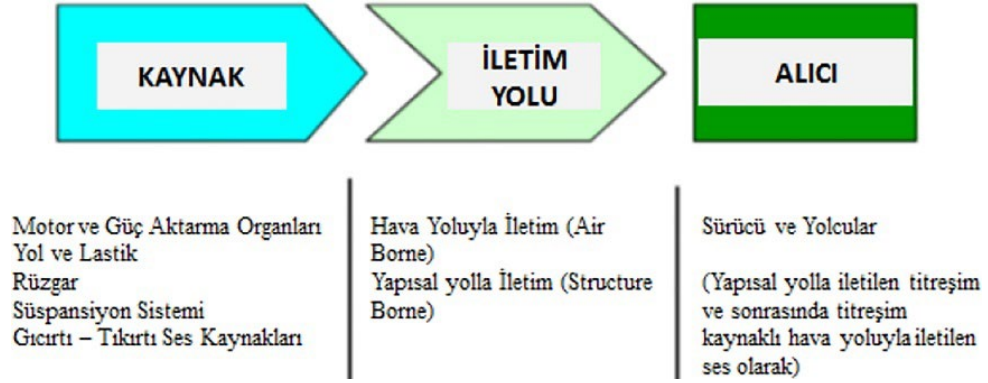 KAYNAK
İLETİM
YOLU
ALICI
Motor ve Güç Aktarma Organları
Yol ve Lastik
Rüzgar
Süspansiyon Sistemi
Gıcırtı – Tıkırtı Ses Kaynakları
Hava Yoluyla İletim (Air
Borne)
Yapısal yolla İletim (Structure
Borne)
Sürücü ve Yolcular
(Yapısal yolla iletilen titreşim
ve sonrasında titreşim
kaynaklı hava yoluyla iletilen
ses olarak)